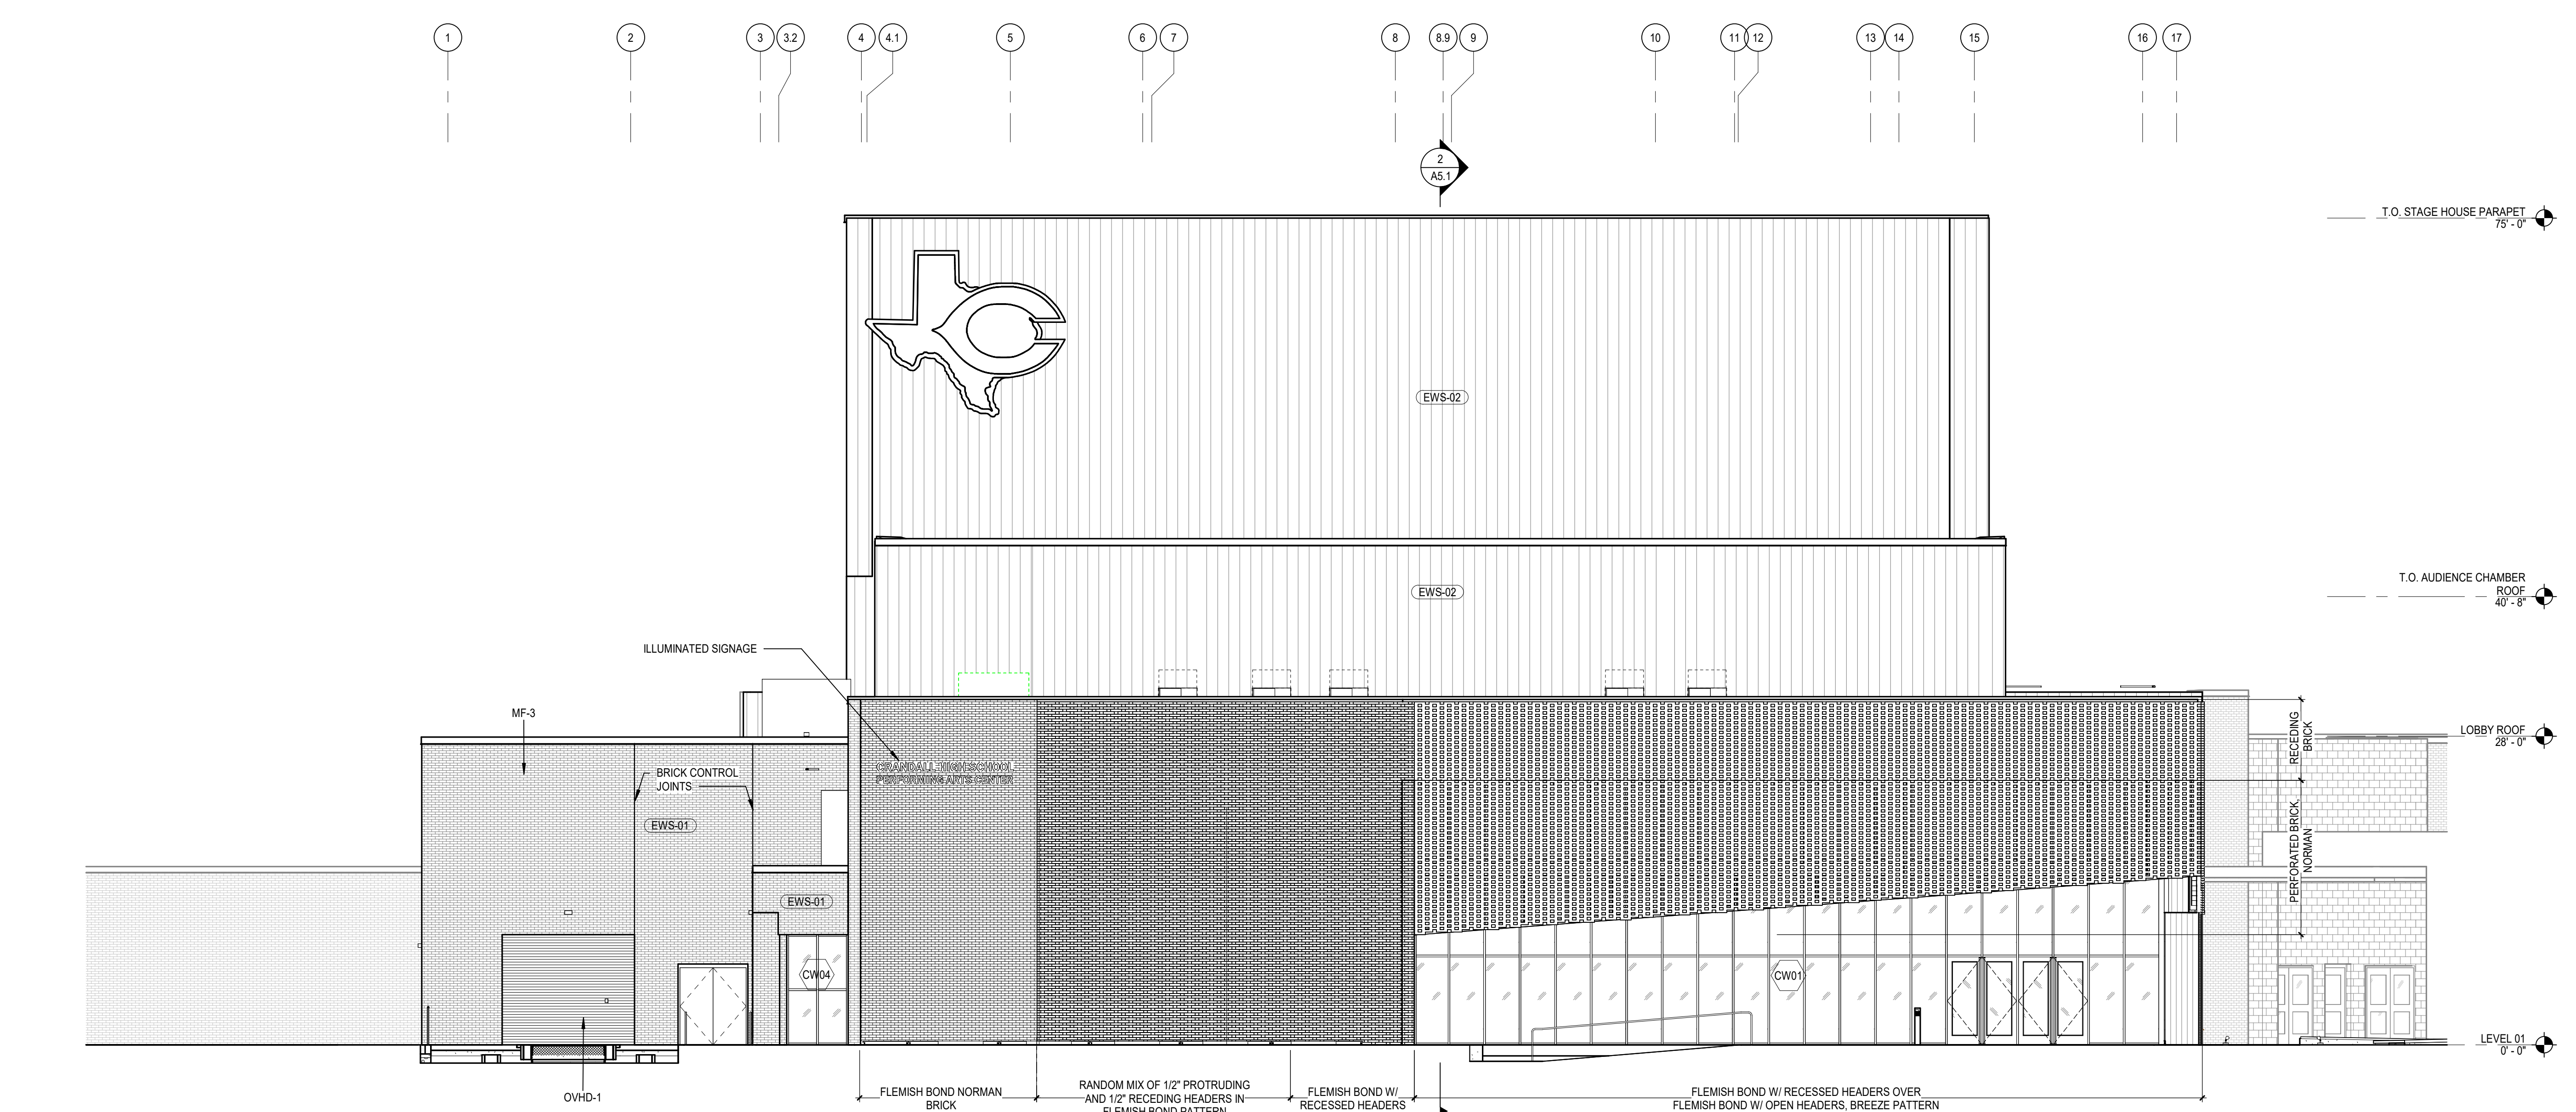 1
2
3
3.2
4
4.1
5
6
7
8
8.9
9
10
11
12
13
14
15
16
17
2
A5.1
T.O. STAGE HOUSE PARAPET
75' - 0"
EWS-02
T.O. AUDIENCE CHAMBER
ROOF
40' - 8"
EWS-02
ILLUMINATED SIGNAGE
MF-3
LOBBY ROOF
28' - 0"
RECEDING
BRICK
CRANDALL HIGH SCHOOL
PERFORMING ARTS CENTER
BRICK CONTROL
JOINTS
EWS-01
PERFORATED BRICK,
NORMAN
EWS-01
CW04
CW01
LEVEL 01
0' - 0"
OVHD-1
FLEMISH BOND NORMAN
BRICK
RANDOM MIX OF 1/2" PROTRUDING
AND 1/2" RECEDING HEADERS IN
FLEMISH BOND PATTERN
FLEMISH BOND W/
RECESSED HEADERS
FLEMISH BOND W/ RECESSED HEADERS OVER
FLEMISH BOND W/ OPEN HEADERS, BREEZE PATTERN